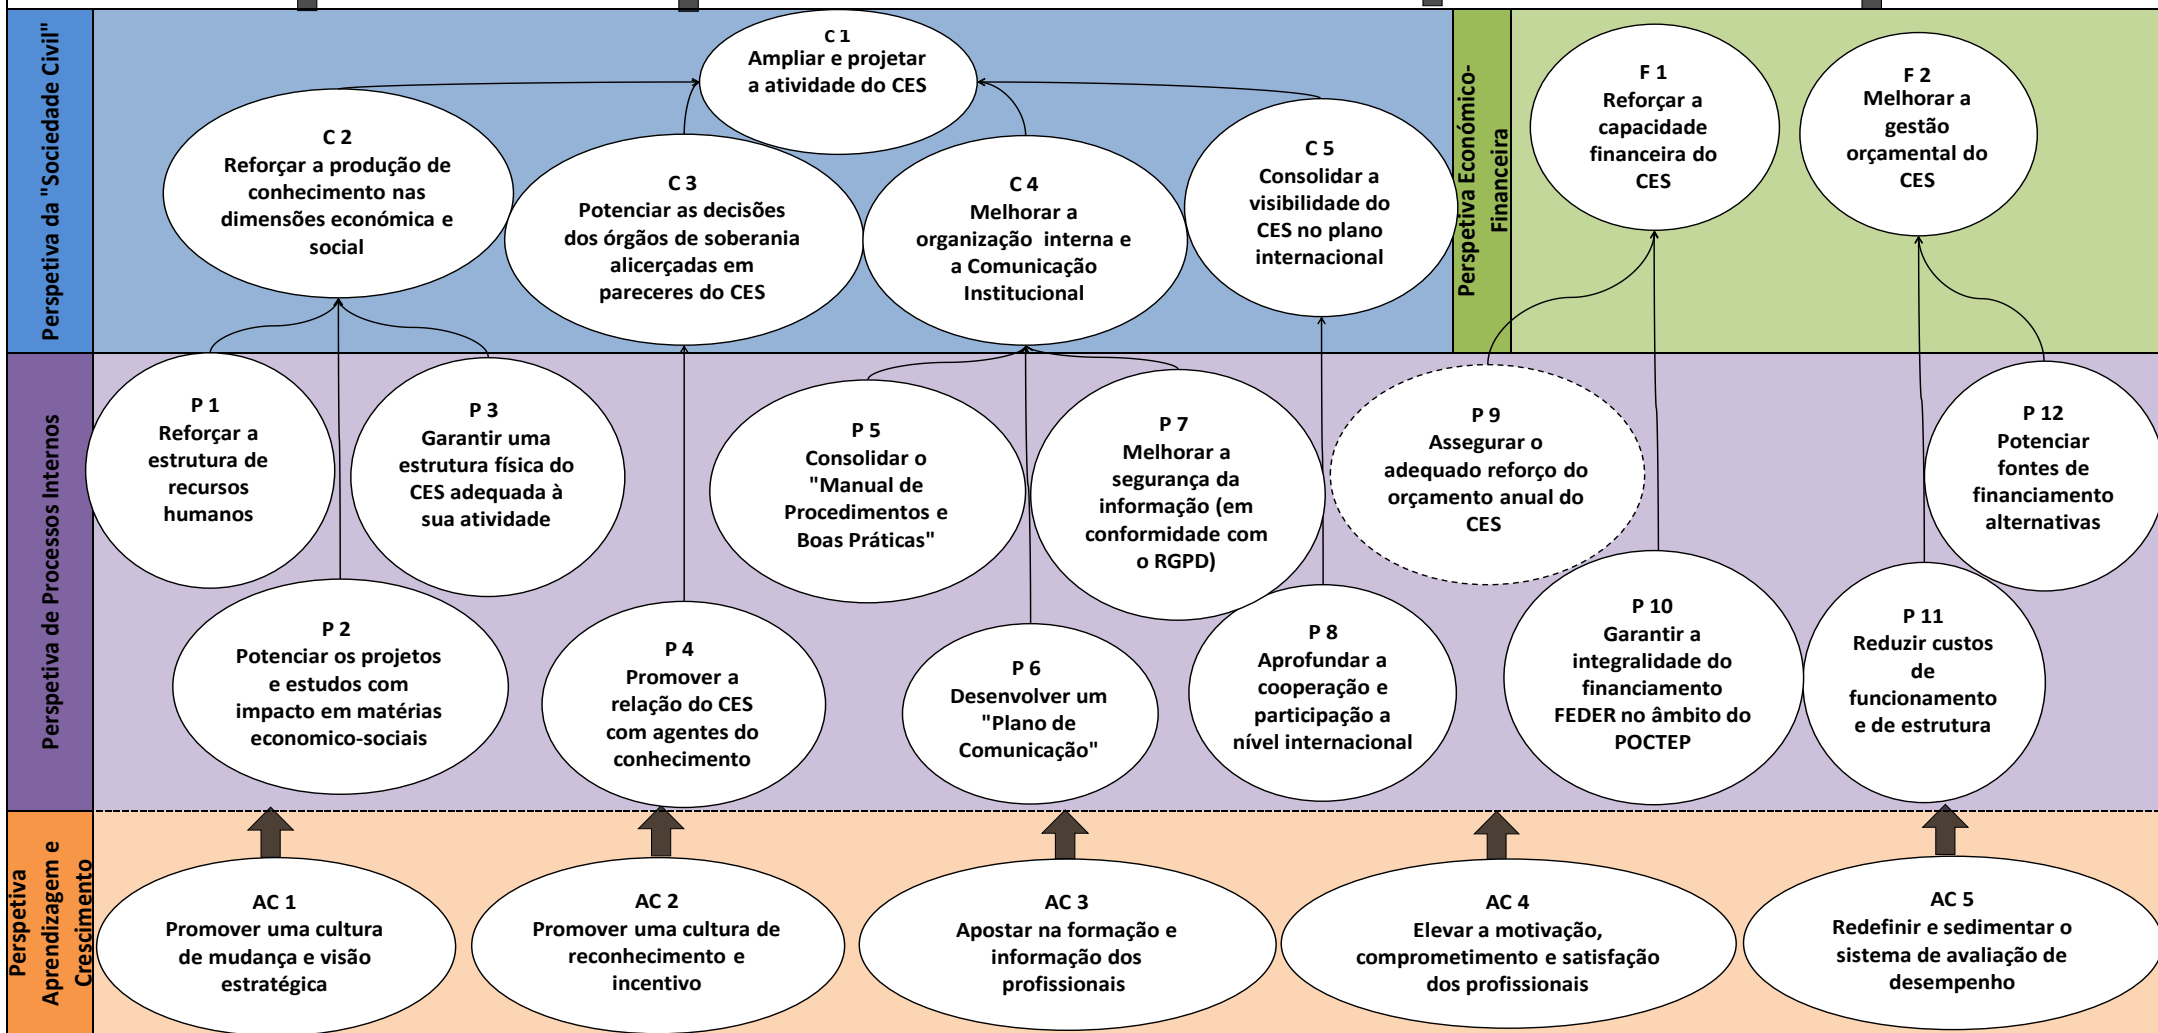 Perspetiva da "Sociedade Civil"
C 1
Ampliar e projetar
a atividade do CES
C 2
Reforçar a produção de
conhecimento nas
dimensões económica e
social
C 3
Potenciar as decisões
dos órgãos de soberania
alicerçadas em
pareceres do CES
C 4
Melhorar a
organização interna e
a Comunicação
Institucional
C 5
Consolidar a
visibilidade do
CES no plano
internacional
Perspetiva Económico-
Financeira
F 1
Reforçar a
capacidade
financeira do
CES
F 2
Melhorar a
gestão
orçamental do
CES
Perspetiva de Processos Internos
P 1
Reforçar a
estrutura de
recursos
humanos
P 2
Potenciar os projetos
e estudos com
impacto em matérias
economico-sociais
P 3
Garantir uma
estrutura física do
CES adequada à
sua atividade
P 4
Promover a
relação do CES
com agentes do
conhecimento
P 5
Consolidar o
"Manual de
Procedimentos e
Boas Práticas"
P 6
Desenvolver um
"Plano de
Comunicação"
P 7
Melhorar a
segurança da
informação (em
conformidade com
o RGPD)
P 8
Aprofundar a
cooperação e
participação a
nível internacional
P 9
Assegurar o
adequado reforço do
orçamento anual do
CES
P 10
Garantir a
integralidade do
financiamento
FEDER no âmbito do
POCTEP
P 11
Reduzir custos
de
funcionamento
e de estrutura
P 12
Potenciar
fontes de
financiamento
alternativas
Perspetiva
Aprendizagem e
Crescimento
AC 1
Promover uma cultura
de mudança e visão
estratégica
AC 2
Promover uma cultura de
reconhecimento e
incentivo
AC 3
Apostar na formação e
informação dos
profissionais
AC 4
Elevar a motivação,
comprometimento e satisfação
dos profissionais
AC 5
Redefinir e sedimentar o
sistema de avaliação de
desempenho